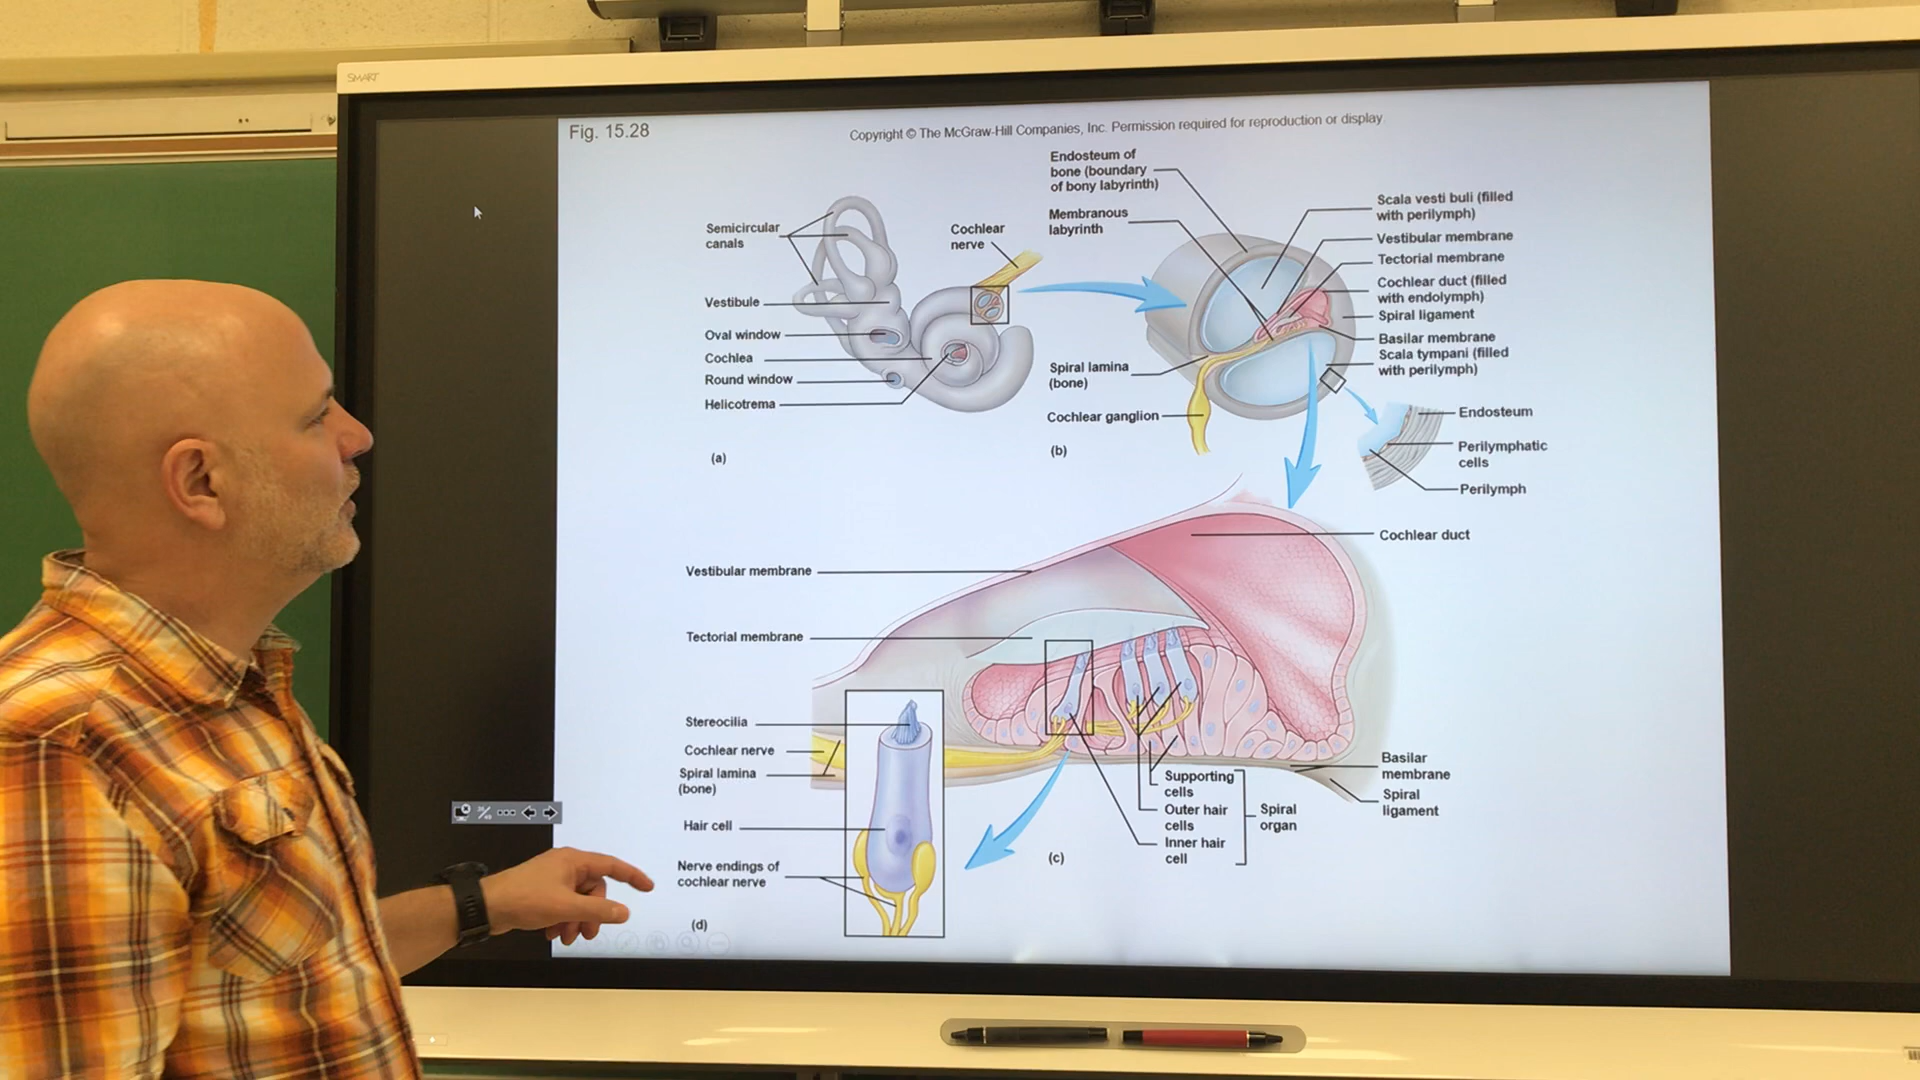 SMART
Fig. 15.28
Copyright © The McGraw-Hill Companies, Inc. Permission required for reproduction or display.
Semicircular
canals
Vestibule
Oval window
Cochlea
Round window
Helicotrema
Cochlear
nerve
(a)
Endosteum of
bone (boundary
of bony labyrinth)
Membranous
labyrinth
Spiral lamina
(bone)
Cochlear ganglion
(b)
Scala vesti buli (filled
with perilymph)
Vestibular membrane
Tectorial membrane
Cochlear duct (filled
with endolymph)
Spiral ligament
Basilar membrane
Scala tympani (filled
with perilymph)
Endosteum
Perilymphatic
cells
Perilymph
Cochlear duct
Vestibular membrane
Tectorial membrane
Stereocilia
Cochlear nerve
Spiral lamina
(bone)
Hair cell
Nerve endings of
cochlear nerve
(d)
Supporting
cells
Outer hair
cells
Inner hair
cell
Spiral
organ
(c)
Basilar
membrane
Spiral
ligament